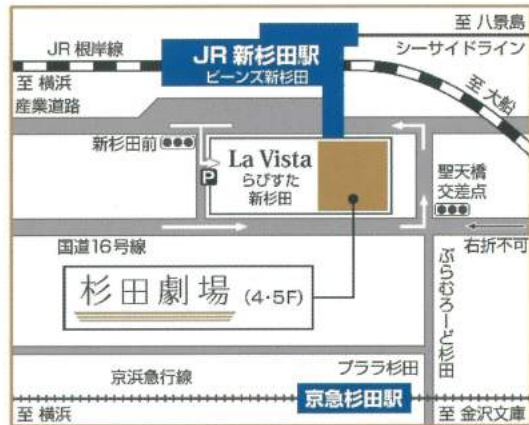 至 八景島
シーサイドライン
JR 根岸線
JR 新杉田駅
ビーンズ新杉田
至 横浜
至 大船
産業道路
新杉田前
P
La Vista
らびすた
新杉田
聖天橋
交差点
国道16号線
右折不可
杉田劇場 (4・5F)
ぷらむろーど杉田
プララ杉田
京浜急行線
京急杉田駅
至 横浜
至 金沢文庫